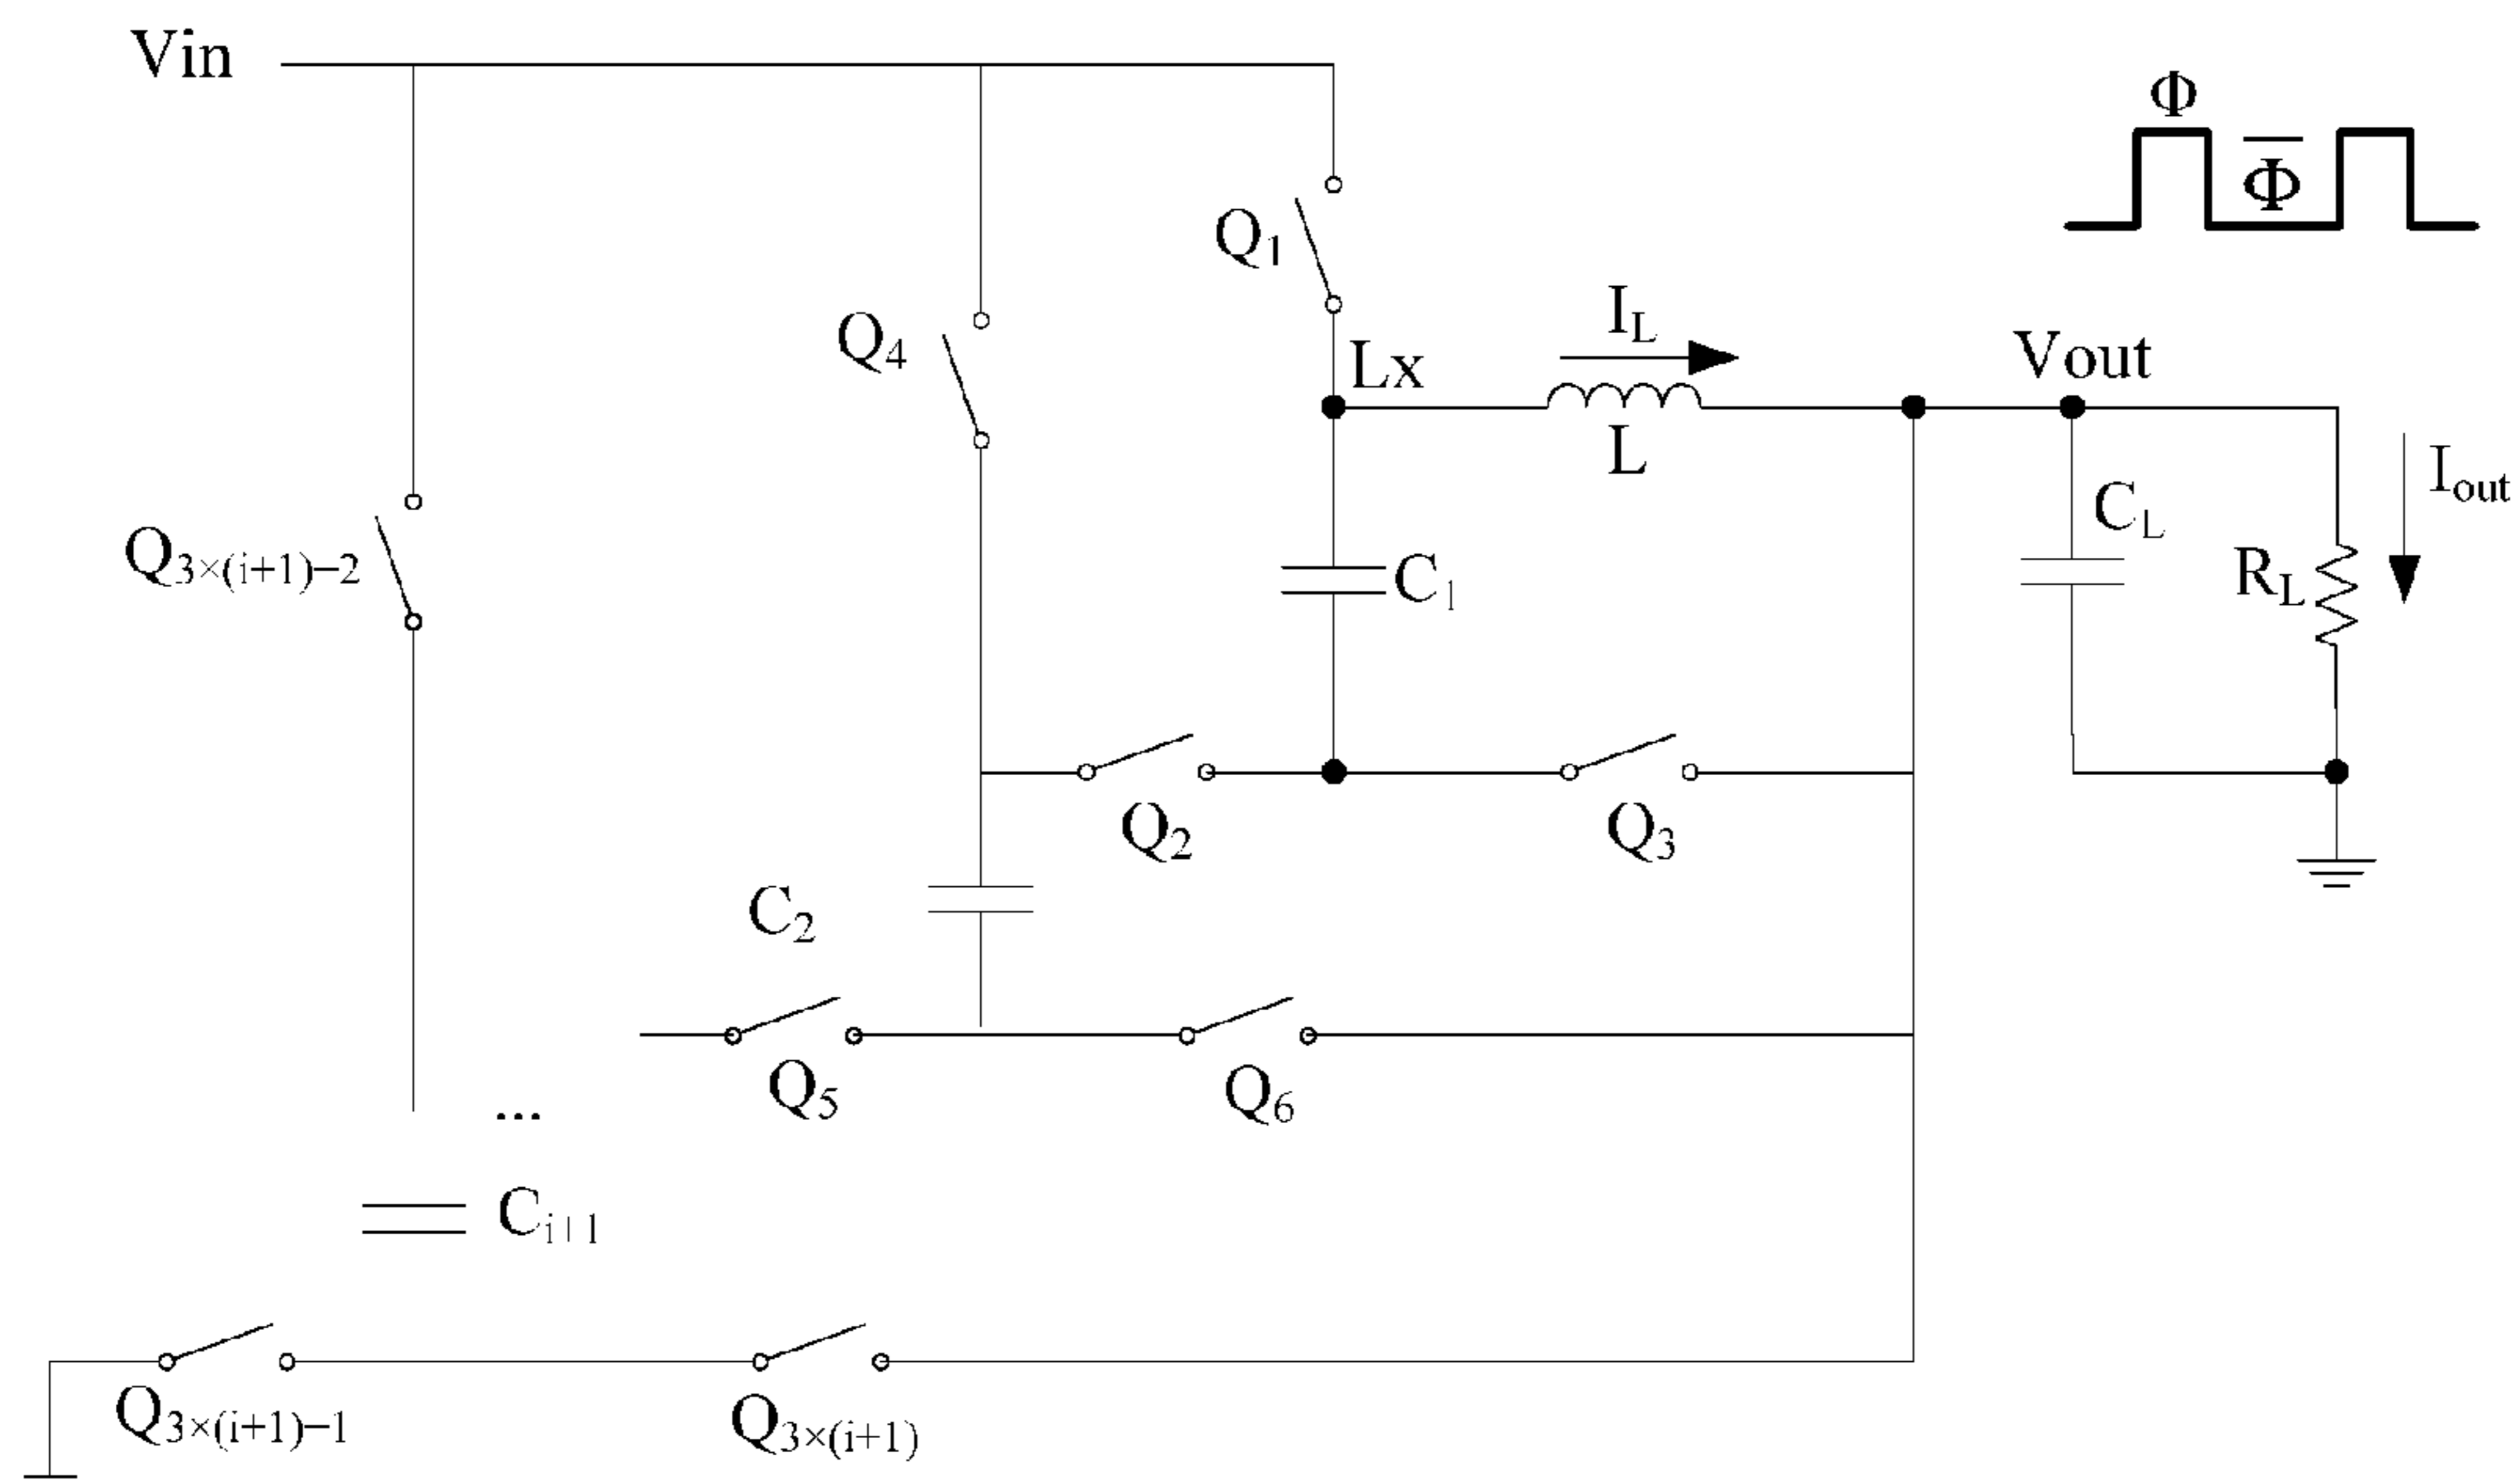 Vin
Φ
Φ̅
Q1
IL
Q4
Lx
Vout
L
Iout
CL
Q3×(i+1)−2
RL
C1
Q2
Q3
C2
Q5
Q6
...
Ci+1
Q3×(i+1)−1
Q3×(i+1)